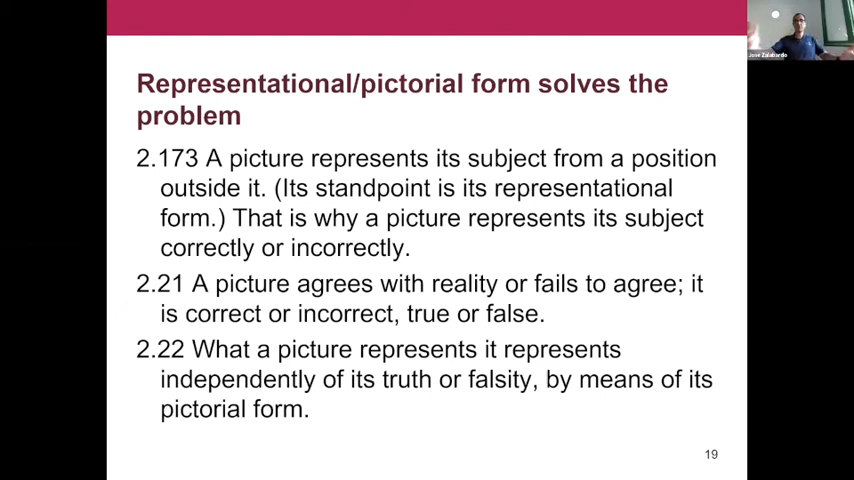 Jose Zalabardo
Representational/pictorial form solves the
problem
2.173 A picture represents its subject from a position
outside it. (Its standpoint is its representational
form.) That is why a picture represents its subject
correctly or incorrectly.
2.21 A picture agrees with reality or fails to agree; it
is correct or incorrect, true or false.
2.22 What a picture represents it represents
independently of its truth or falsity, by means of its
pictorial form.
19